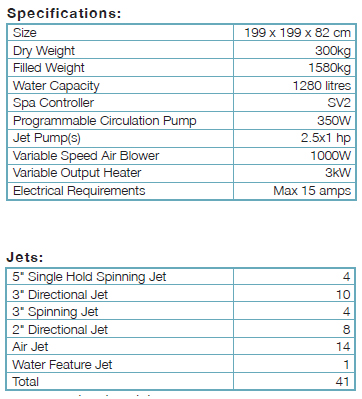 Specifications:
Size 199 x 199 x 82 cm
Dry Weight 300kg
Filled Weight 1580kg
Water Capacity 1280 litres
Spa Controller SV2
Programmable Circulation Pump 350W
Jet Pump(s) 2.5x1 hp
Variable Speed Air Blower 1000W
Variable Output Heater 3kW
Electrical Requirements Max 15 amps
Jets:
5" Single Hold Spinning Jet 4
3" Directional Jet 10
3" Spinning Jet 4
2" Directional Jet 8
Air Jet 14
Water Feature Jet 1
Total 41